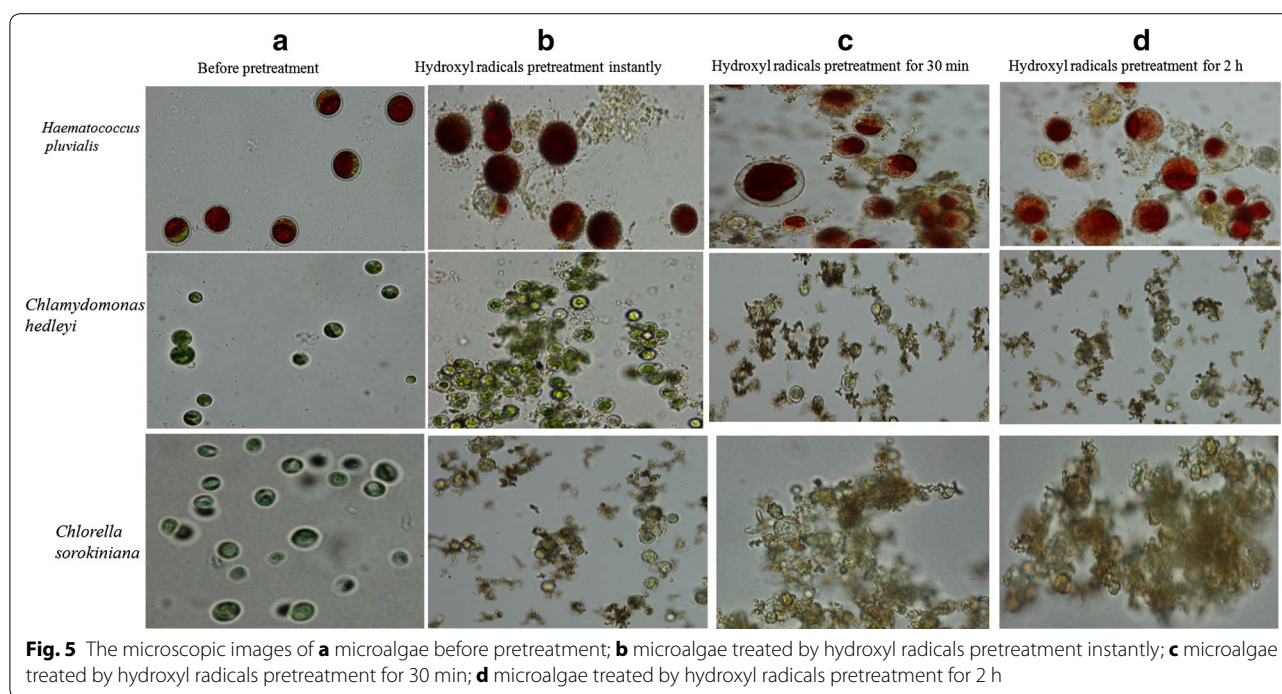 a
b
c
d
Before pretreatment
Hydroxyl radicals pretreatment instantly
Hydroxyl radicals pretreatment for 30 min
Hydroxyl radicals pretreatment for 2 h
Haematococcus
pluvialis
Chlamydomonas
hedleyi
Chlorella
sorokiniana
Fig. 5 The microscopic images of a microalgae before pretreatment; b microalgae treated by hydroxyl radicals pretreatment instantly; c microalgae
treated by hydroxyl radicals pretreatment for 30 min; d microalgae treated by hydroxyl radicals pretreatment for 2 h